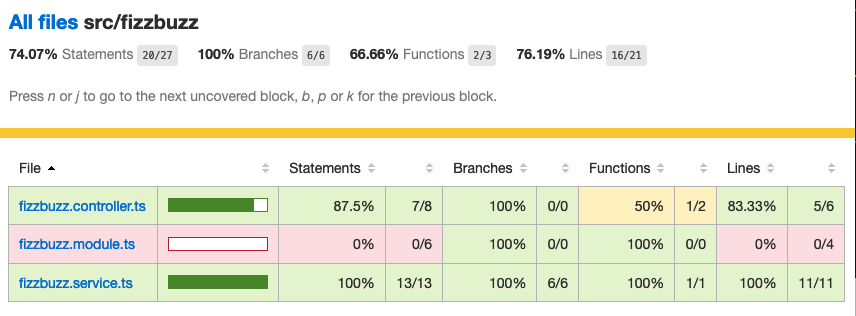 All files src/fizzbuzz
74.07% Statements 20/27 100% Branches 6/6 66.66% Functions 2/3 76.19% Lines 16/21
Press n or j to go to the next uncovered block, b, p or k for the previous block.
File Statements Branches Functions Lines
fizzbuzz.controller.ts 87.5% 7/8 100% 0/0 50% 1/2 83.33% 5/6
fizzbuzz.module.ts 0% 0/6 100% 0/0 100% 0/0 0% 0/4
fizzbuzz.service.ts 100% 13/13 100% 6/6 100% 1/1 100% 11/11